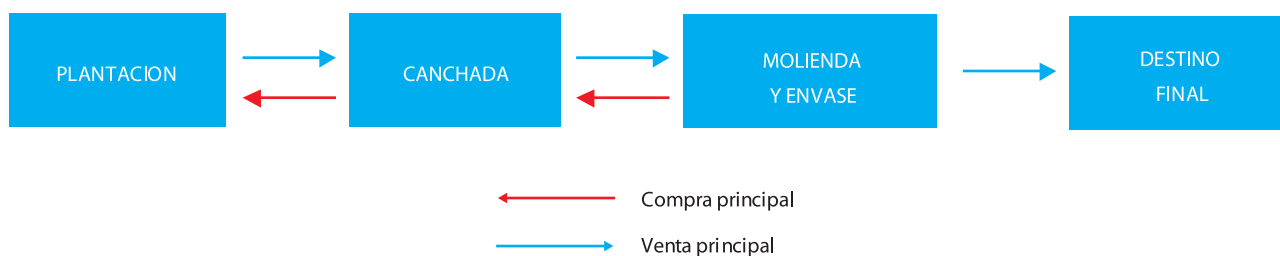 PLANTACION
CANCHADA
MOLIENDA
Y ENVASE
DESTINO
FINAL
Compra principal
Venta principal